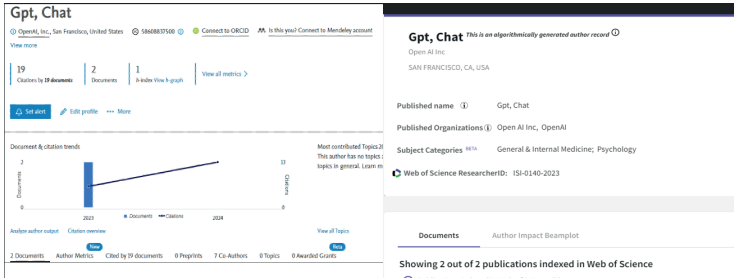 Gpt, Chat
OpenAI, Inc., San Francisco, United States 58608837500 Connect to ORCID Is this you? Connect to Mendeley account
View more
19
Citations by 19 documents
2
Documents
1
h-index View h-graph
View all metrics >
Set alert Edit profile More
Document & citation trends
2
Documents
0
13
Citations
0
2023 Documents Citations 2024
Analyze author output Citation overview
Most contributed Topics 20
This author has no topics
topics in general. Learn m
View all Topics
New
Beta
2 Documents Author Metrics Cited by 19 documents 0 Preprints 7 Co-Authors 0 Topics 0 Awarded Grants
Gpt, Chat This is an algorithmically generated author record
Open AI Inc
SAN FRANCISCO, CA, USA
Published name Gpt, Chat
Published Organizations Open AI Inc, OpenAI
Subject Categories BETA General & Internal Medicine; Psychology
Web of Science ResearcherID: ISI-0140-2023
Documents Author Impact Beamplot
Showing 2 out of 2 publications indexed in Web of Science